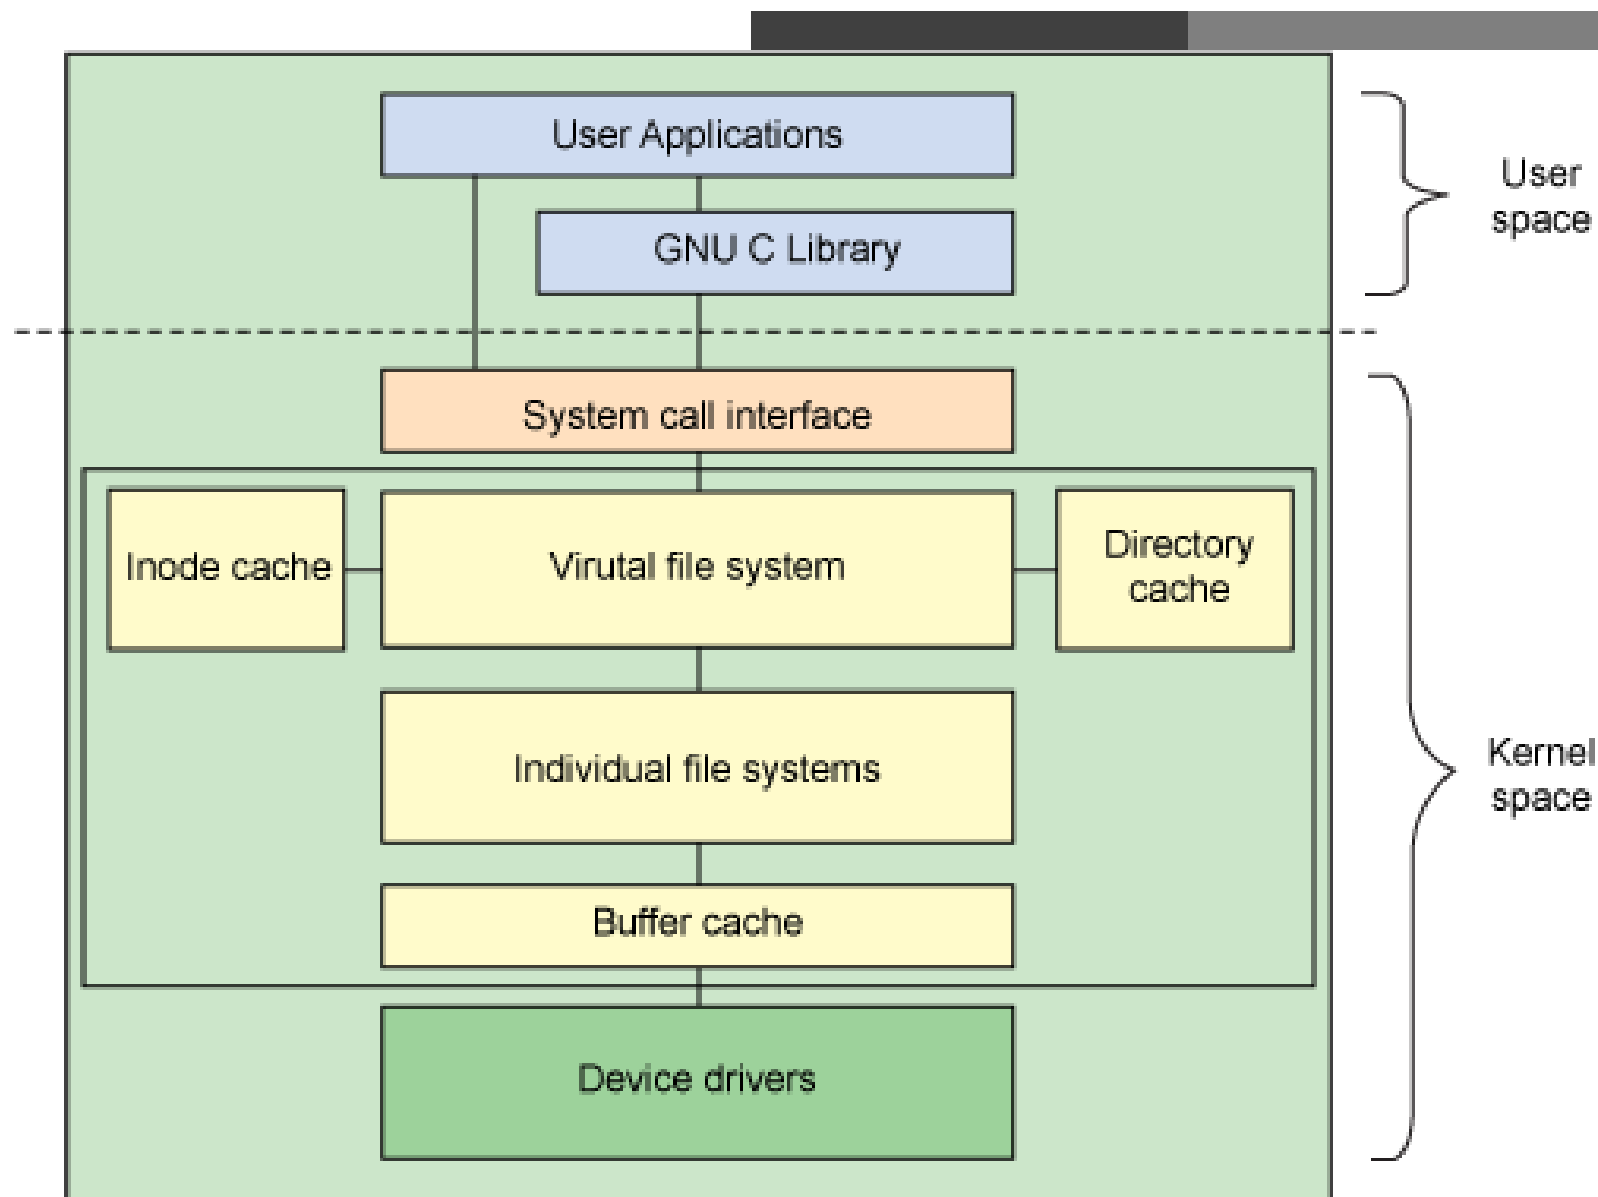 User Applications
User
space
GNU C Library
System call interface
Inode cache
Virutal file system
Directory
cache
Individual file systems
Kernel
space
Buffer cache
Device drivers